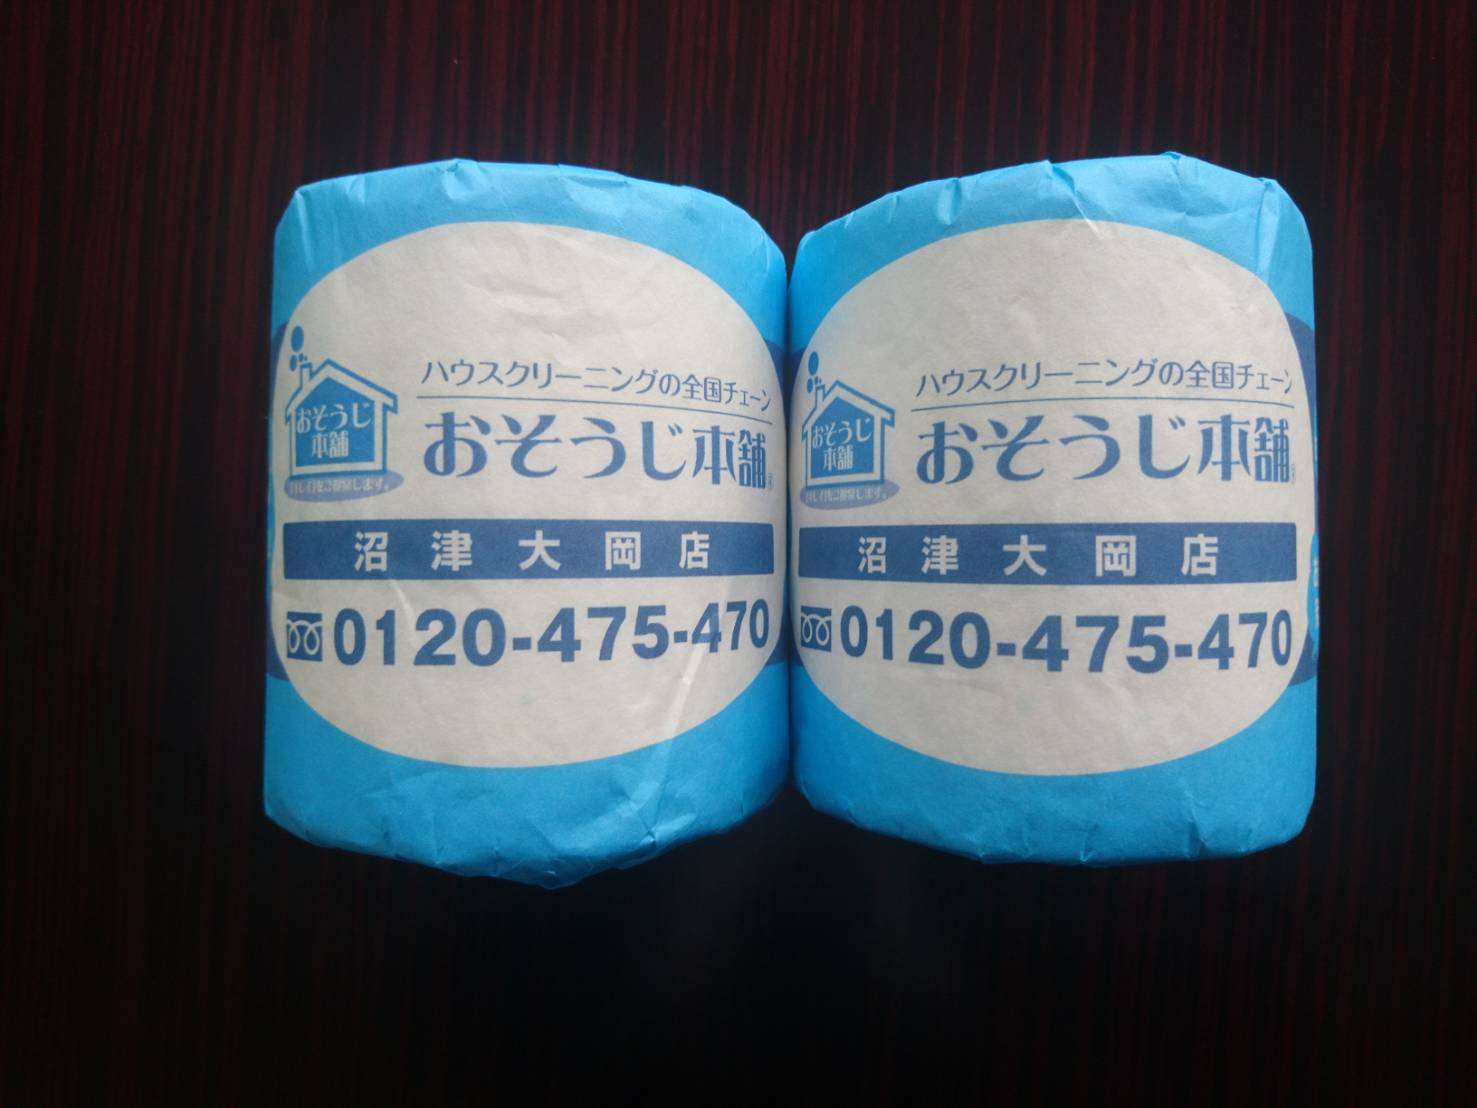 ハウスクリーニングの全国チェーン
おそうじ本舗
おそうじ
本舗
沼津大岡店
0120-475-470
ハウスクリーニングの全国チェーン
おそうじ本舗
おそうじ
本舗
沼津大岡店
0120-475-470